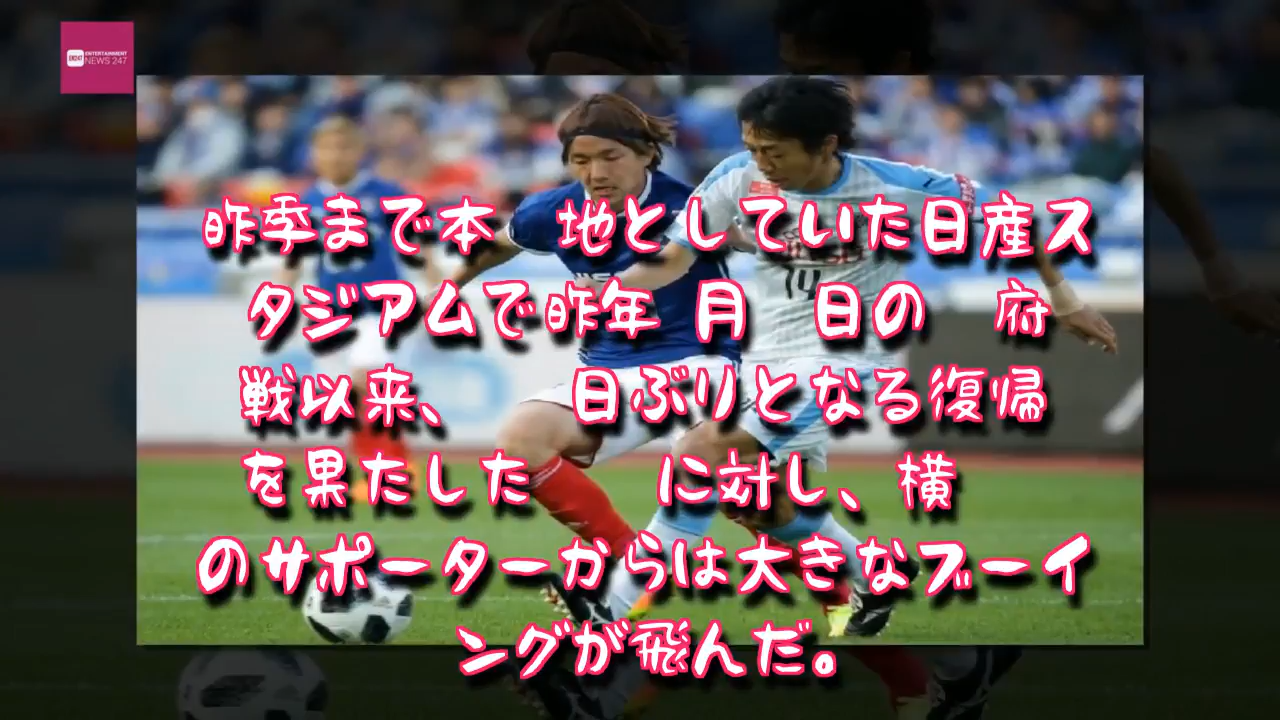 ENTERTAINMENT
NEWS 247
昨季まで本 地としていた日産ス
タジアムで昨年 月 日の 府
戦以来、 日ぶりとなる復帰
を果たした に対し、横
のサポーターからは大きなブーイ
ングが飛んだ。
14